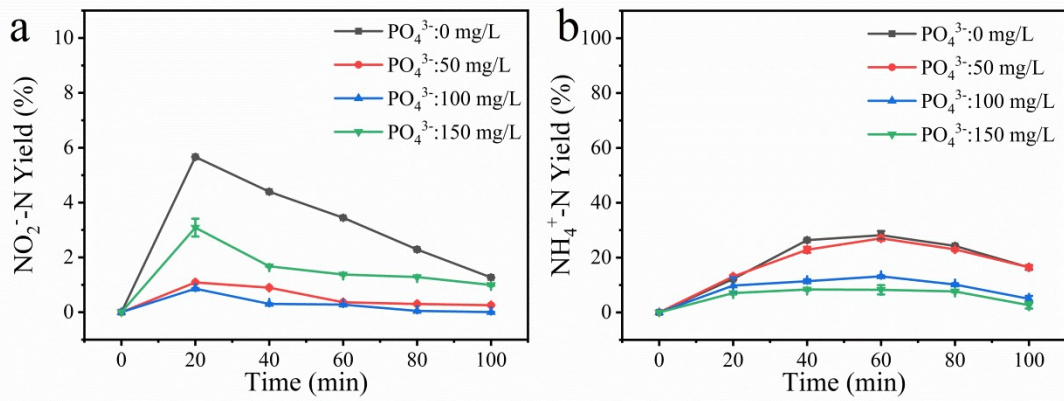 a
NO₂⁻-N Yield (%)
10
8
6
4
2
0
PO₄³⁻:0 mg/L
PO₄³⁻:50 mg/L
PO₄³⁻:100 mg/L
PO₄³⁻:150 mg/L
0 20 40 60 80 100
Time (min)
b
NH₄⁺-N Yield (%)
100
80
60
40
20
0
PO₄³⁻:0 mg/L
PO₄³⁻:50 mg/L
PO₄³⁻:100 mg/L
PO₄³⁻:150 mg/L
0 20 40 60 80 100
Time (min)